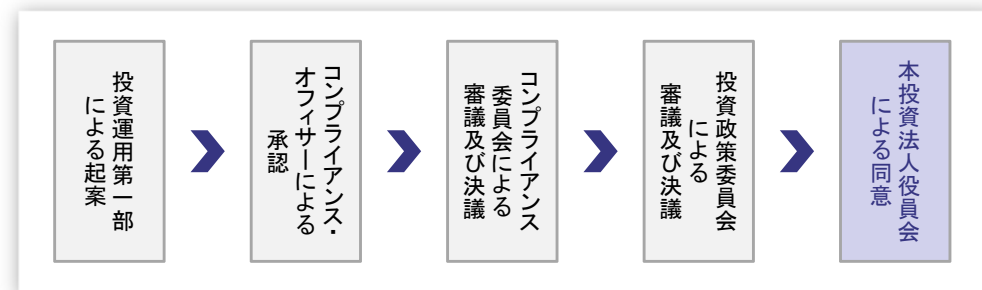 投資運用第一部
による起案
コンプライアンス・
オフィサーによる
承認
コンプライアンス
委員会による
審議及び決議
投資政策委員会
による
審議及び決議
本投資法人役員会
による同意